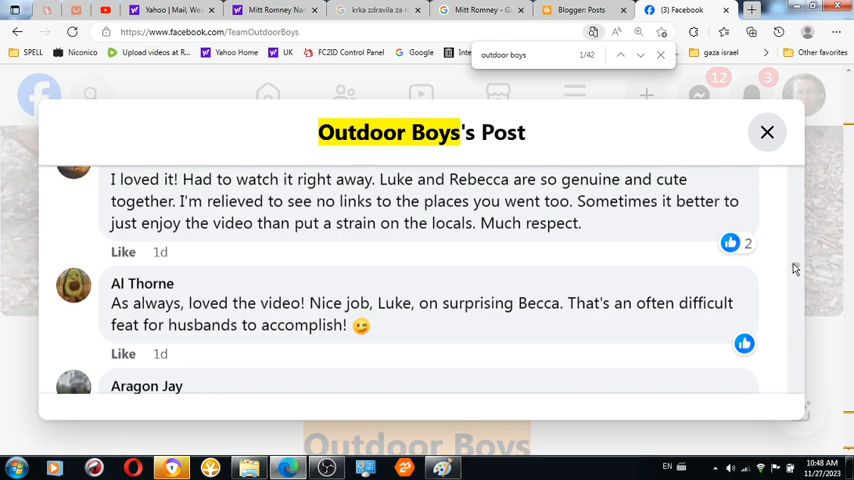 Yahoo | Mail, We
Mitt Romney Na
krka zdravila za r
Mitt Romney - G
Blogger: Posts
(3) Facebook
https://www.facebook.com/TeamOutdoorBoys
SPELL
Niconico
Upload videos at R...
Yahoo Home
UK
FCZID Control Panel
Google
gaza israel
Other favorites
outdoor boys
1/42
12
3
Outdoor Boys's Post
I loved it! Had to watch it right away. Luke and Rebecca are so genuine and cute
together. I'm relieved to see no links to the places you went too. Sometimes it better to
just enjoy the video than put a strain on the locals. Much respect.
2
Like 1d
Al Thorne
As always, loved the video! Nice job, Luke, on surprising Becca. That's an often difficult
feat for husbands to accomplish! 😉
Like 1d
Aragon Jay
Outdoor Boys
EN
10:48 AM
11/27/2023